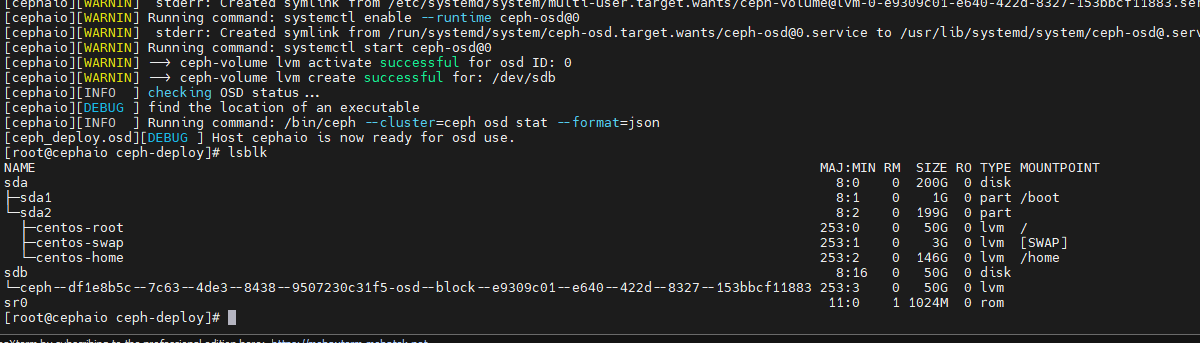 [cephaio][WARNIN]  stderr: Created symlink from /etc/systemd/system/multi-user.target.wants/ceph-volume@lvm-0-e9309c01-e640-422d-8327-153bbcf11883.ser
[cephaio][WARNIN] Running command: systemctl enable --runtime ceph-osd@0
[cephaio][WARNIN]  stderr: Created symlink from /run/systemd/system/ceph-osd.target.wants/ceph-osd@0.service to /usr/lib/systemd/system/ceph-osd@.serv
[cephaio][WARNIN] Running command: systemctl start ceph-osd@0
[cephaio][WARNIN] --> ceph-volume lvm activate successful for osd ID: 0
[cephaio][WARNIN] --> ceph-volume lvm create successful for: /dev/sdb
[cephaio][INFO  ] checking OSD status...
[cephaio][DEBUG ] find the location of an executable
[cephaio][INFO  ] Running command: /bin/ceph --cluster=ceph osd stat --format=json
[ceph_deploy.osd][DEBUG ] Host cephaio is now ready for osd use.
[root@cephaio ceph-deploy]# lsblk
NAME MAJ:MIN RM SIZE RO TYPE MOUNTPOINT
sda 8:0 0 200G 0 disk
├─sda1 8:1 0 1G 0 part /boot
└─sda2 8:2 0 199G 0 part
├─centos-root 253:0 0 50G 0 lvm /
├─centos-swap 253:1 0 3G 0 lvm [SWAP]
└─centos-home 253:2 0 146G 0 lvm /home
sdb 8:16 0 50G 0 disk
└─ceph--df1e8b5c--7c63--4de3--8438--9507230c31f5-osd--block--e9309c01--e640--422d--8327--153bbcf11883 253:3 0 50G 0 lvm
sr0 11:0 1 1024M 0 rom
[root@cephaio ceph-deploy]#